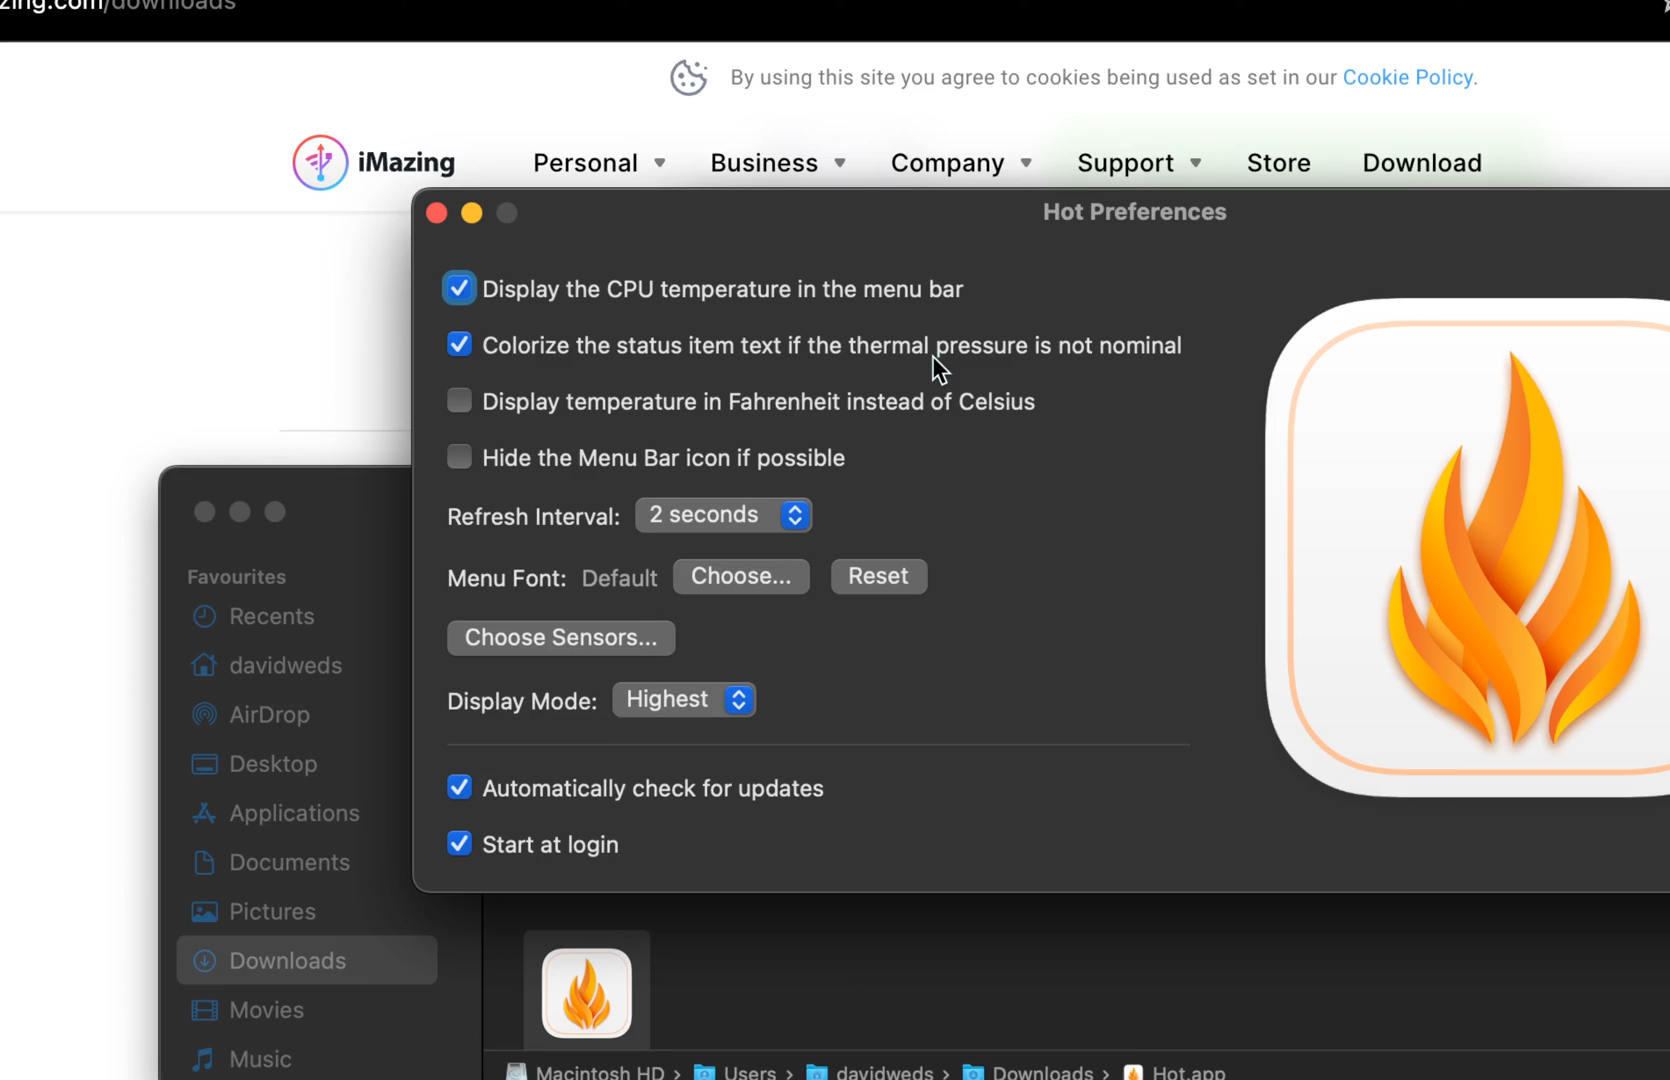 zing.com/downloads
By using this site you agree to cookies being used as set in our Cookie Policy.
iMazing
Personal
Business
Company
Support
Store
Download
Hot Preferences
Display the CPU temperature in the menu bar
Colorize the status item text if the thermal pressure is not nominal
Display temperature in Fahrenheit instead of Celsius
Hide the Menu Bar icon if possible
Refresh Interval: 2 seconds
Menu Font: Default Choose... Reset
Choose Sensors...
Display Mode: Highest
Automatically check for updates
Start at login
Favourites
Recents
davidweds
AirDrop
Desktop
Applications
Documents
Pictures
Downloads
Movies
Music
Macintosh HD › Users › davidweds › Downloads › Hot.app